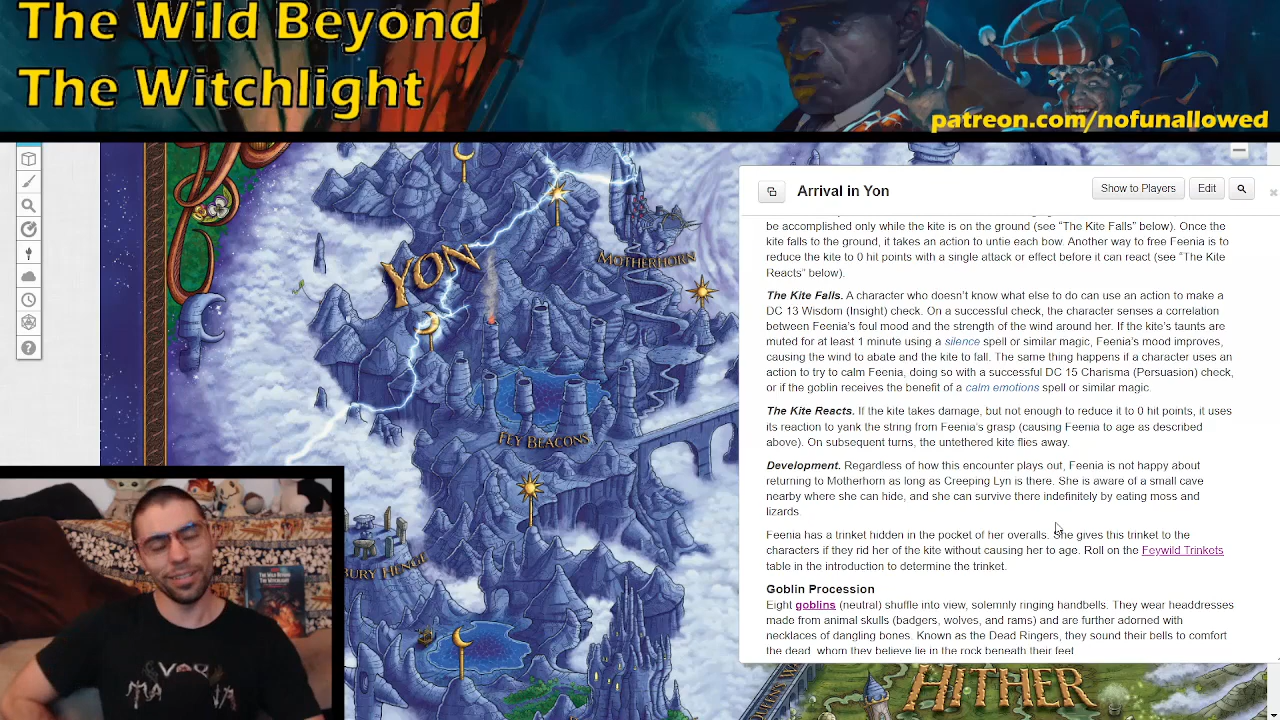 The Wild Beyond
The Witchlight
patreon.com/nofunallowed
Arrival in Yon
Show to Players
Edit
be accomplished only while the kite is on the ground (see “The Kite Falls” below). Once the
kite falls to the ground, it takes an action to untie each bow. Another way to free Feenia is to
reduce the kite to 0 hit points with a single attack or effect before it can react (see “The Kite
Reacts” below).
The Kite Falls. A character who doesn’t know what else to do can use an action to make a
DC 13 Wisdom (Insight) check. On a successful check, the character senses a correlation
between Feenia’s foul mood and the strength of the wind around her. If the kite’s taunts are
muted for at least 1 minute using a silence spell or similar magic, Feenia’s mood improves,
causing the wind to abate and the kite to fall. The same thing happens if a character uses an
action to try to calm Feenia, doing so with a successful DC 15 Charisma (Persuasion) check,
or if the goblin receives the benefit of a calm emotions spell or similar magic.
The Kite Reacts. If the kite takes damage, but not enough to reduce it to 0 hit points, it uses
its reaction to yank the string from Feenia’s grasp (causing Feenia to age as described
above). On subsequent turns, the untethered kite flies away.
Development. Regardless of how this encounter plays out, Feenia is not happy about
returning to Motherhorn as long as Creeping Lyn is there. She is aware of a small cave
nearby where she can hide, and she can survive there indefinitely by eating moss and
lizards.
Feenia has a trinket hidden in the pocket of her overalls. She gives this trinket to the
characters if they rid her of the kite without causing her to age. Roll on the Feywild Trinkets
table in the introduction to determine the trinket.
Goblin Procession
Eight goblins (neutral) shuffle into view, solemnly ringing handbells. They wear headdresses
made from animal skulls (badgers, wolves, and rams) and are further adorned with
necklaces of dangling bones. Known as the Dead Ringers, they sound their bells to comfort
the dead, whom they believe lie in the rock beneath their feet
YON
MOTHERHORN
FEY BEACONS
BURY HENGE
HITHER
THE WILD BEYOND
THE WITCHLIGHT